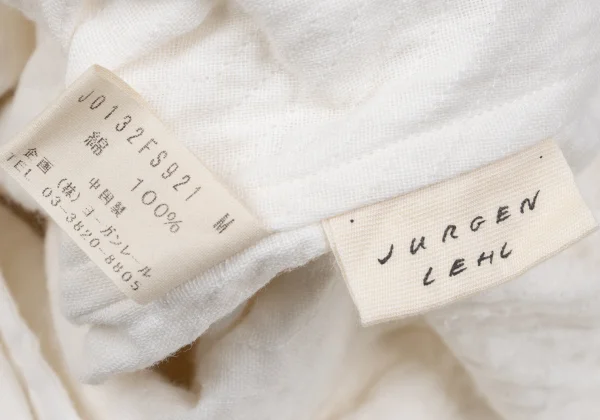 J0132FS921 M
綿 100%
中国製
企画 (株) ヨーガンレール
TEL 03-3820-8805
JURGEN
LEHL